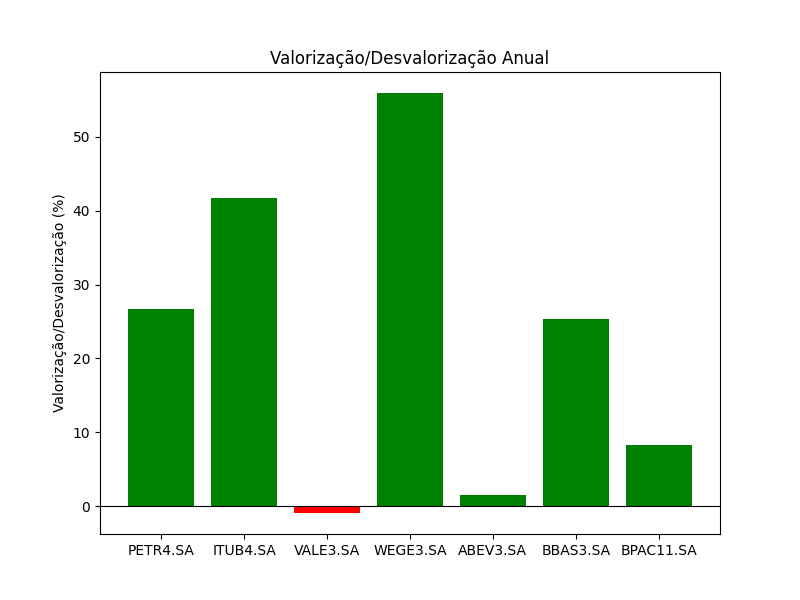 Valorização/Desvalorização Anual
Valorização/Desvalorização (%)
50
40
30
20
10
0
PETR4.SA ITUB4.SA VALE3.SA WEGE3.SA ABEV3.SA BBAS3.SA BPAC11.SA